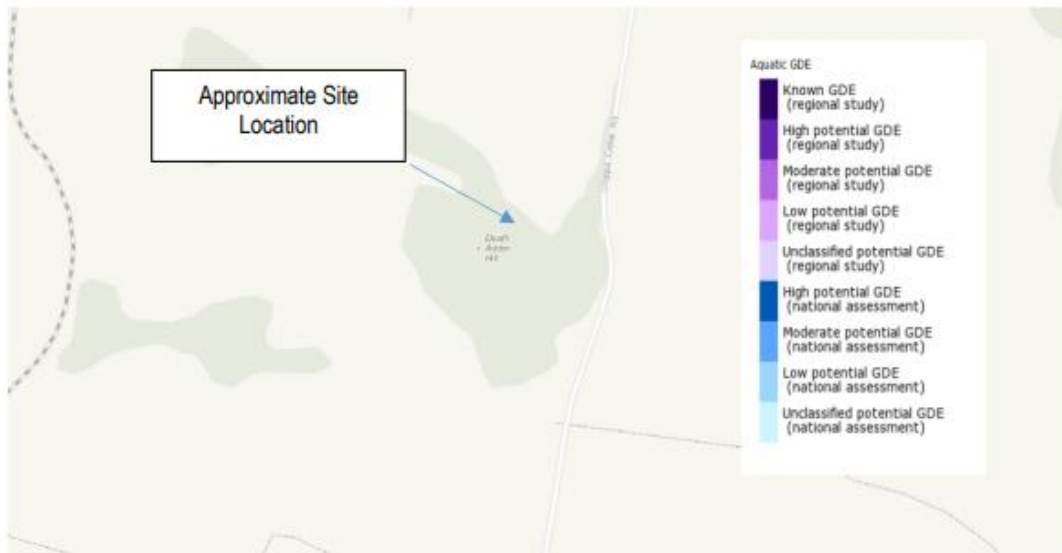 Approximate Site
Location
Aquatic GDE
Known GDE
(regional study)
High potential GDE
(regional study)
Moderate potential GDE
(regional study)
Low potential GDE
(regional study)
Unclassified potential GDE
(regional study)
High potential GDE
(national assessment)
Moderate potential GDE
(national assessment)
Low potential GDE
(national assessment)
Unclassified potential GDE
(national assessment)
Hill
Rd